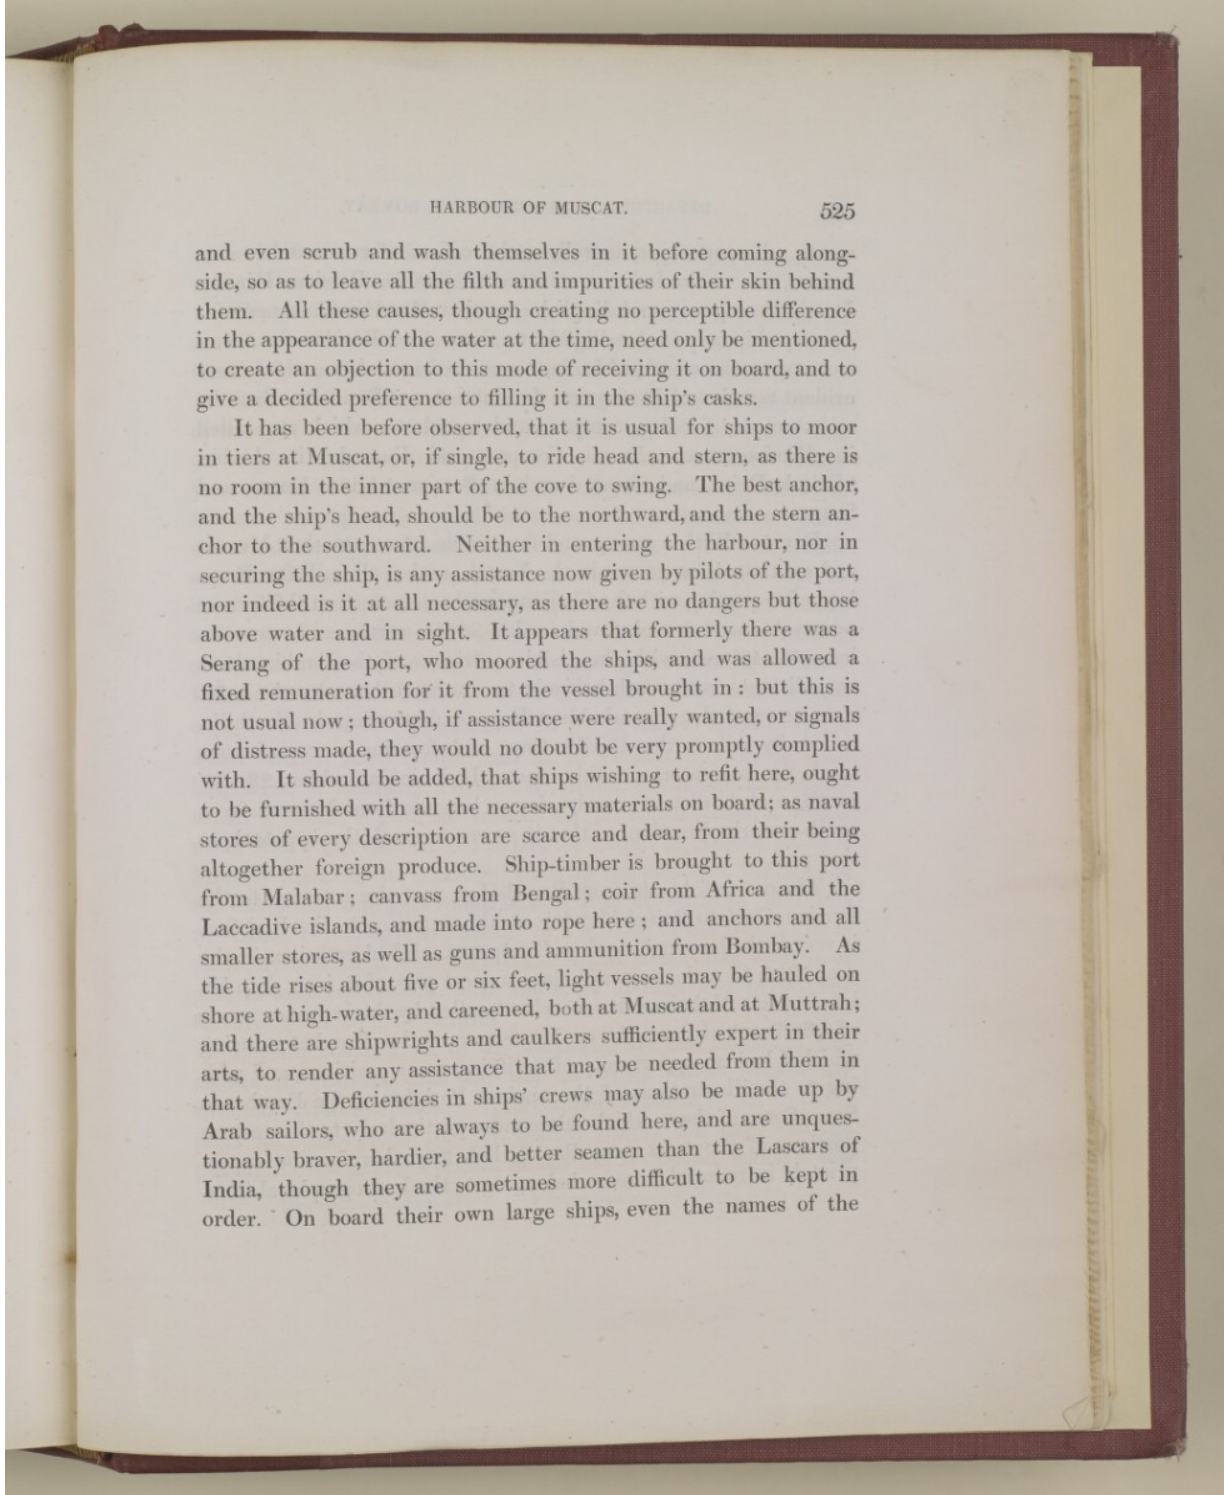 HARBOUR OF MUSCAT. 525
and even scrub and wash themselves in it before coming along-
side, so as to leave all the filth and impurities of their skin behind
them. All these causes, though creating no perceptible difference
in the appearance of the water at the time, need only be mentioned,
to create an objection to this mode of receiving it on board, and to
give a decided preference to filling it in the ship's casks.
It has been before observed, that it is usual for ships to moor
in tiers at Muscat, or, if single, to ride head and stern, as there is
no room in the inner part of the cove to swing. The best anchor,
and the ship's head, should be to the northward, and the stern an-
chor to the southward. Neither in entering the harbour, nor in
securing the ship, is any assistance now given by pilots of the port,
nor indeed is it at all necessary, as there are no dangers but those
above water and in sight. It appears that formerly there was a
Serang of the port, who moored the ships, and was allowed a
fixed remuneration for it from the vessel brought in : but this is
not usual now ; though, if assistance were really wanted, or signals
of distress made, they would no doubt be very promptly complied
with. It should be added, that ships wishing to refit here, ought
to be furnished with all the necessary materials on board; as naval
stores of every description are scarce and dear, from their being
altogether foreign produce. Ship-timber is brought to this port
from Malabar ; canvass from Bengal ; coir from Africa and the
Laccadive islands, and made into rope here ; and anchors and all
smaller stores, as well as guns and ammunition from Bombay. As
the tide rises about five or six feet, light vessels may be hauled on
shore at high-water, and careened, both at Muscat and at Muttrah;
and there are shipwrights and caulkers sufficiently expert in their
arts, to render any assistance that may be needed from them in
that way. Deficiencies in ships' crews may also be made up by
Arab sailors, who are always to be found here, and are unques-
tionably braver, hardier, and better seamen than the Lascars of
India, though they are sometimes more difficult to be kept in
order. On board their own large ships, even the names of the